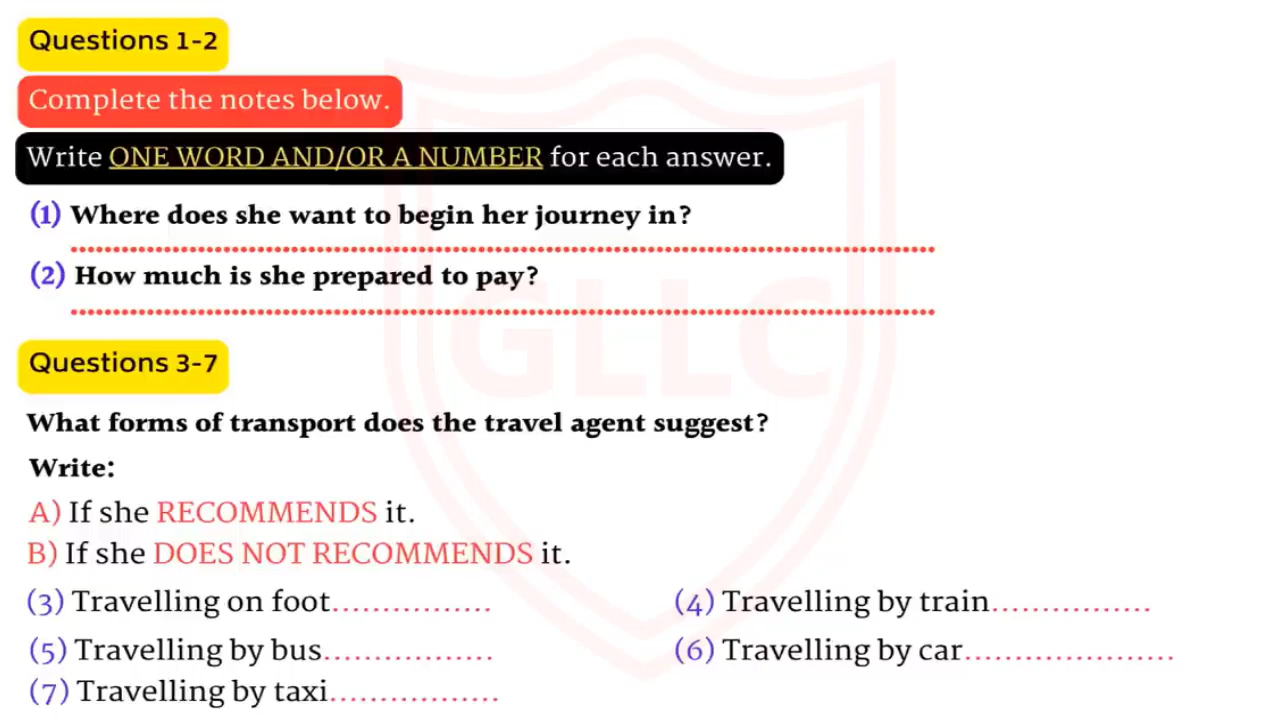 Questions 1-2
Complete the notes below.
Write ONE WORD AND/OR A NUMBER for each answer.
(1) Where does she want to begin her journey in?
(2) How much is she prepared to pay?
GLLC
Questions 3-7
What forms of transport does the travel agent suggest?
Write:
A) If she RECOMMENDS it.
B) If she DOES NOT RECOMMENDS it.
(3) Travelling on foot................ (4) Travelling by train................
(5) Travelling by bus................. (6) Travelling by car.....................
(7) Travelling by taxi.................